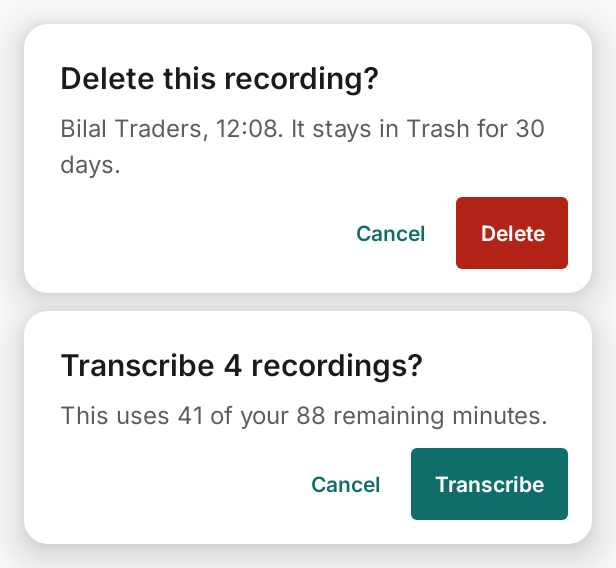 Delete this recording?
Bilal Traders, 12:08. It stays in Trash for 30
days.
Cancel Delete
Transcribe 4 recordings?
This uses 41 of your 88 remaining minutes.
Cancel Transcribe